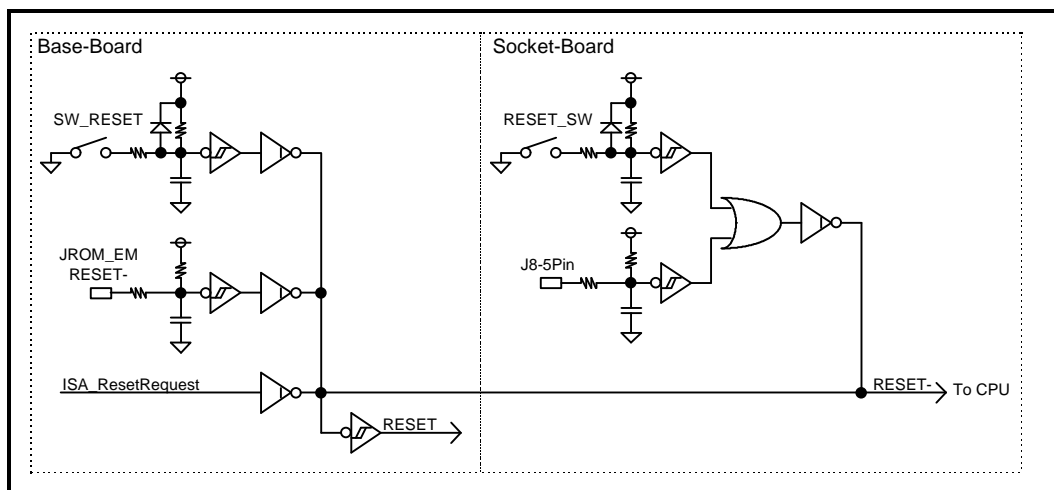 Base-Board
Socket-Board
SW_RESET
RESET_SW
JROM_EM
RESET-
J8-5Pin
ISA_ResetRequest
RESET-
To CPU
RESET